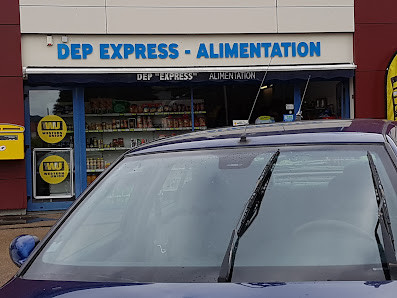 DEP EXPRESS - ALIMENTATION
DEP "EXPRESS" ALIMENTATION
WU
WESTERN
UNION
WU
WESTERN
UNION